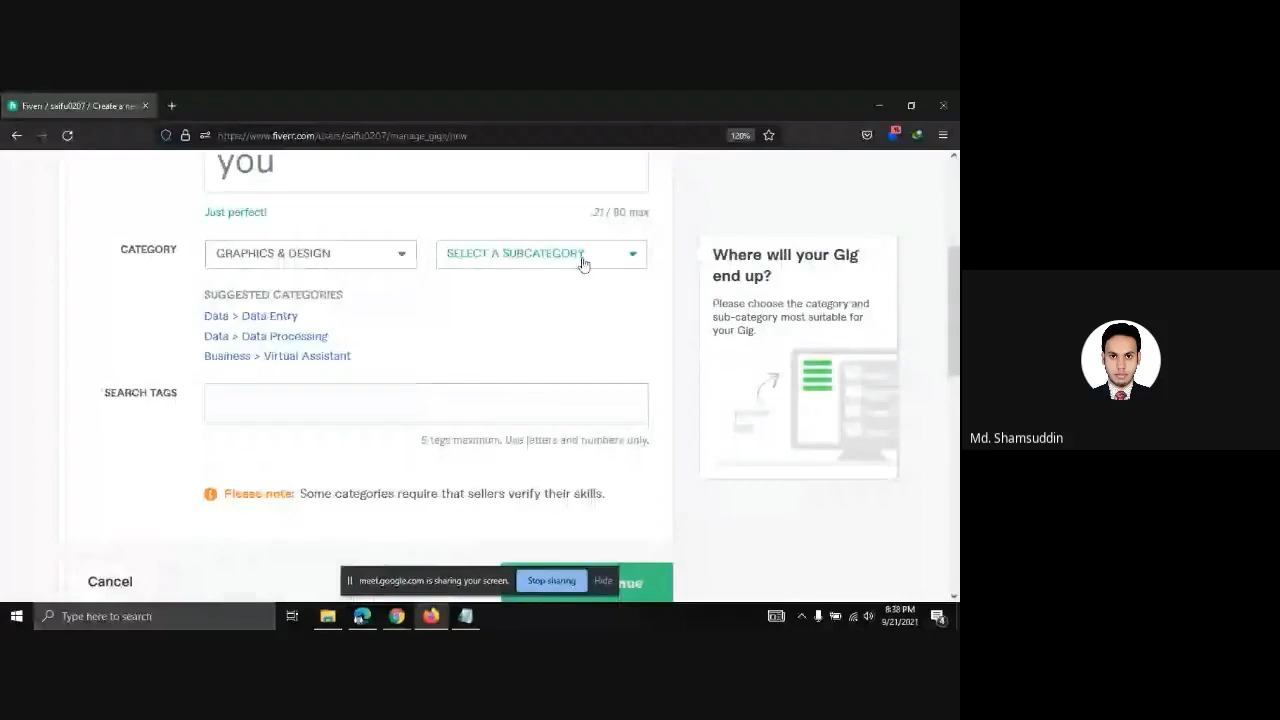 Fiverr / saifu0207 / Create a ne
https://www.fiverr.com/users/saifu0207/manage_gigs/new
120%
you
Just perfect!
21 / 80 max
CATEGORY
GRAPHICS & DESIGN
SELECT A SUBCATEGORY
SUGGESTED CATEGORIES
Data > Data Entry
Data > Data Processing
Business > Virtual Assistant
SEARCH TAGS
5 tags maximum. Use letters and numbers only.
Please note: Some categories require that sellers verify their skills.
Where will your Gig
end up?
Please choose the category and
sub-category most suitable for
your Gig.
Cancel
meet.google.com is sharing your screen.
Stop sharing
Hide
nue
Type here to search
8:38 PM
9/21/2021
4
Md. Shamsuddin